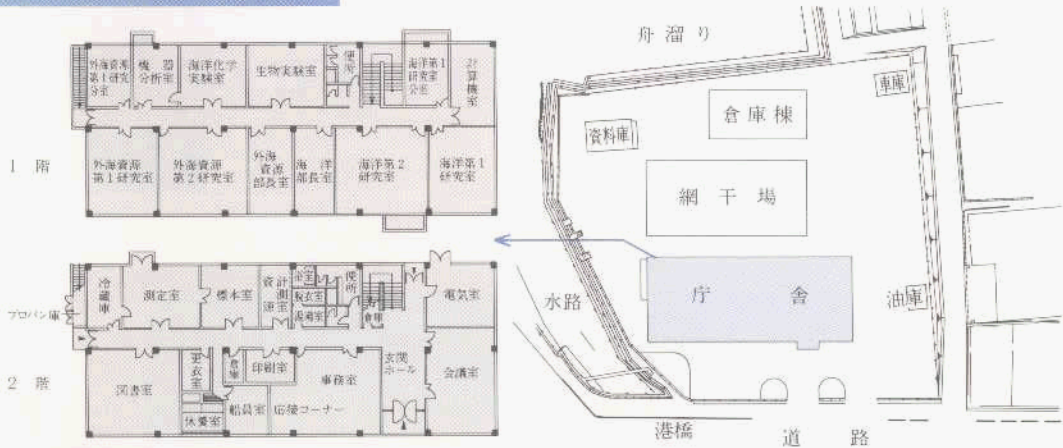 外海資源
第1研究
分室
機器
分析室
海洋化学
実験室
生物実験室
便所
海洋第1
研究室
分室
計算機室
1階
外海資源
第1研究室
外海資源
第2研究室
外海
資源
部長室
海洋
部長室
海洋第2
研究室
海洋第1
研究室
冷蔵庫
測定室
標本室
資源
計測室
浴室
脱衣室
湯沸室
便所
倉庫
電気室
プロパン庫
2階
図書室
更衣室
休養室
倉庫
印刷室
船員室
応接コーナー
事務室
玄関
ホール
会議室
舟溜り
車庫
倉庫棟
資料庫
網干場
庁舎
油庫
水路
港橋
道路